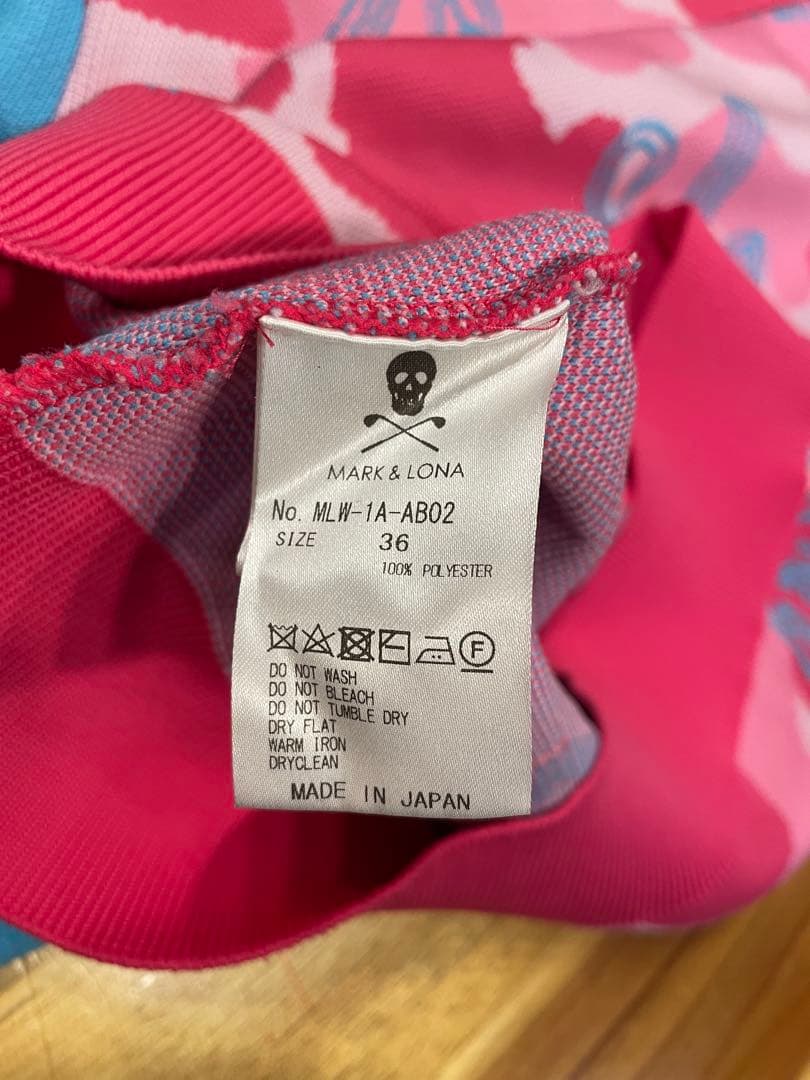 MARK & LONA
No. MLW-1A-AB02
SIZE 36
100% POLYESTER
F
DO NOT WASH
DO NOT BLEACH
DO NOT TUMBLE DRY
DRY FLAT
WARM IRON
DRYCLEAN
MADE IN JAPAN